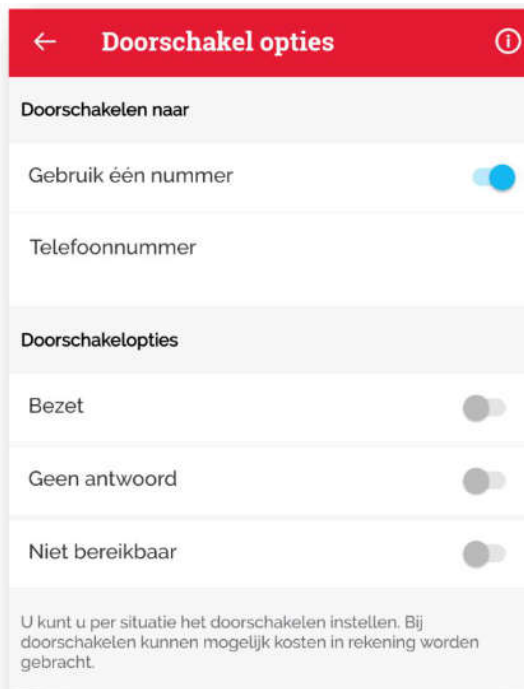 Doorschakel opties
Doorschakelen naar
Gebruik één nummer
Telefoonnummer
Doorschakelopties
Bezet
Geen antwoord
Niet bereikbaar
U kunt u per situatie het doorschakelen instellen. Bij
doorschakelen kunnen mogelijk kosten in rekening worden
gebracht.